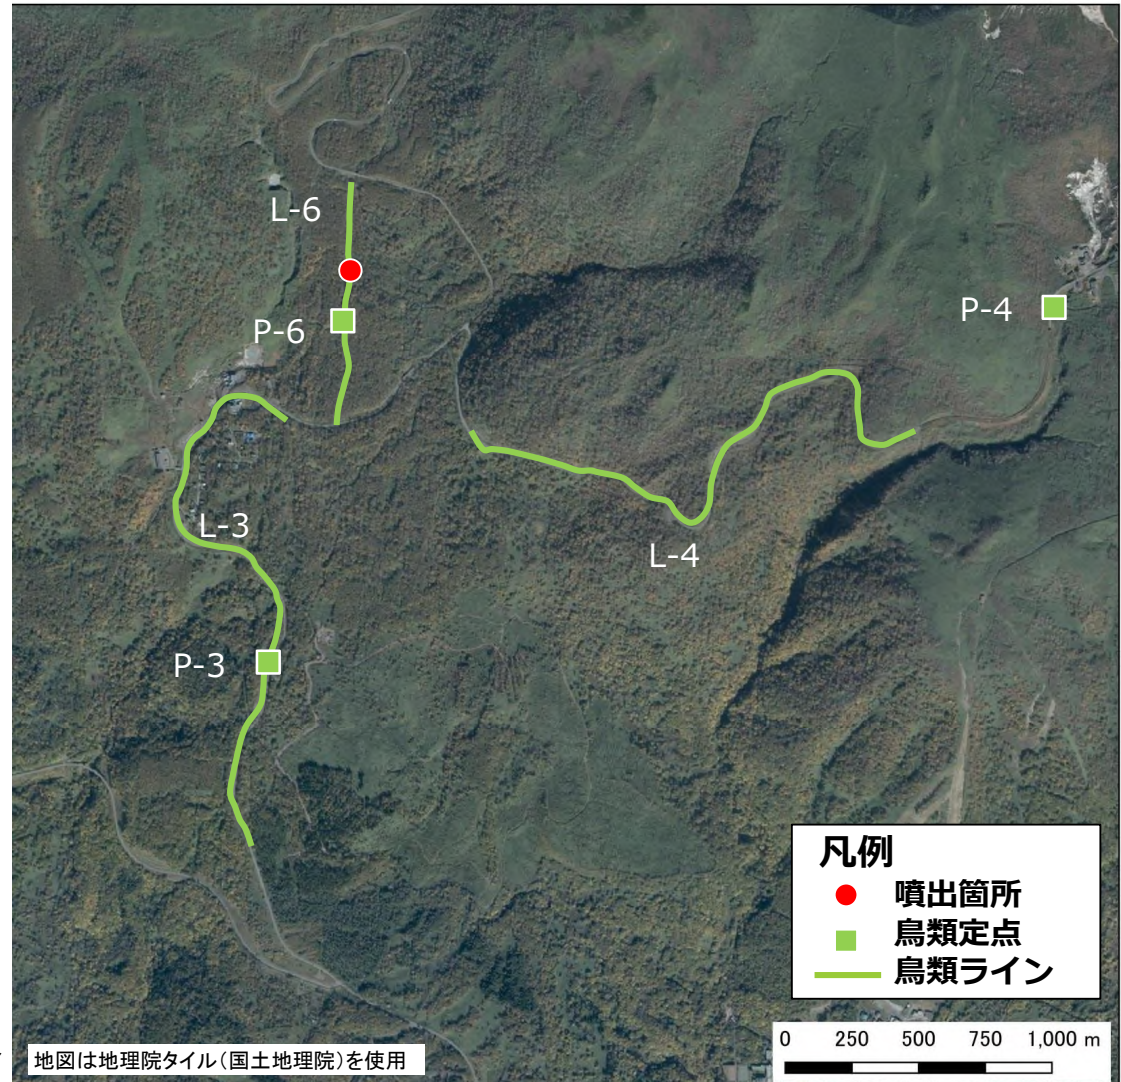 L-6
P-6
P-4
L-3
L-4
P-3
凡例
噴出箇所
鳥類定点
鳥類ライン
0 250 500 750 1,000 m
地図は地理院タイル（国土地理院）を使用